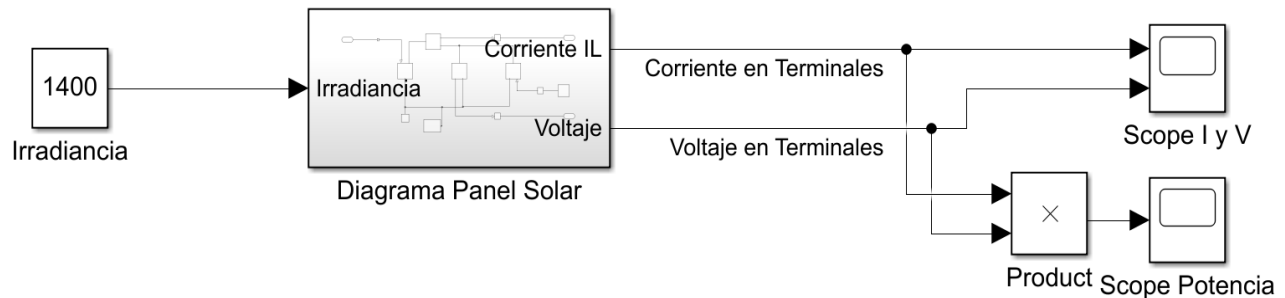 1400
Irradiancia
Irradiancia
Corriente IL
Voltaje
Diagrama Panel Solar
Corriente en Terminales
Voltaje en Terminales
Scope I y V
×
Product
Scope Potencia